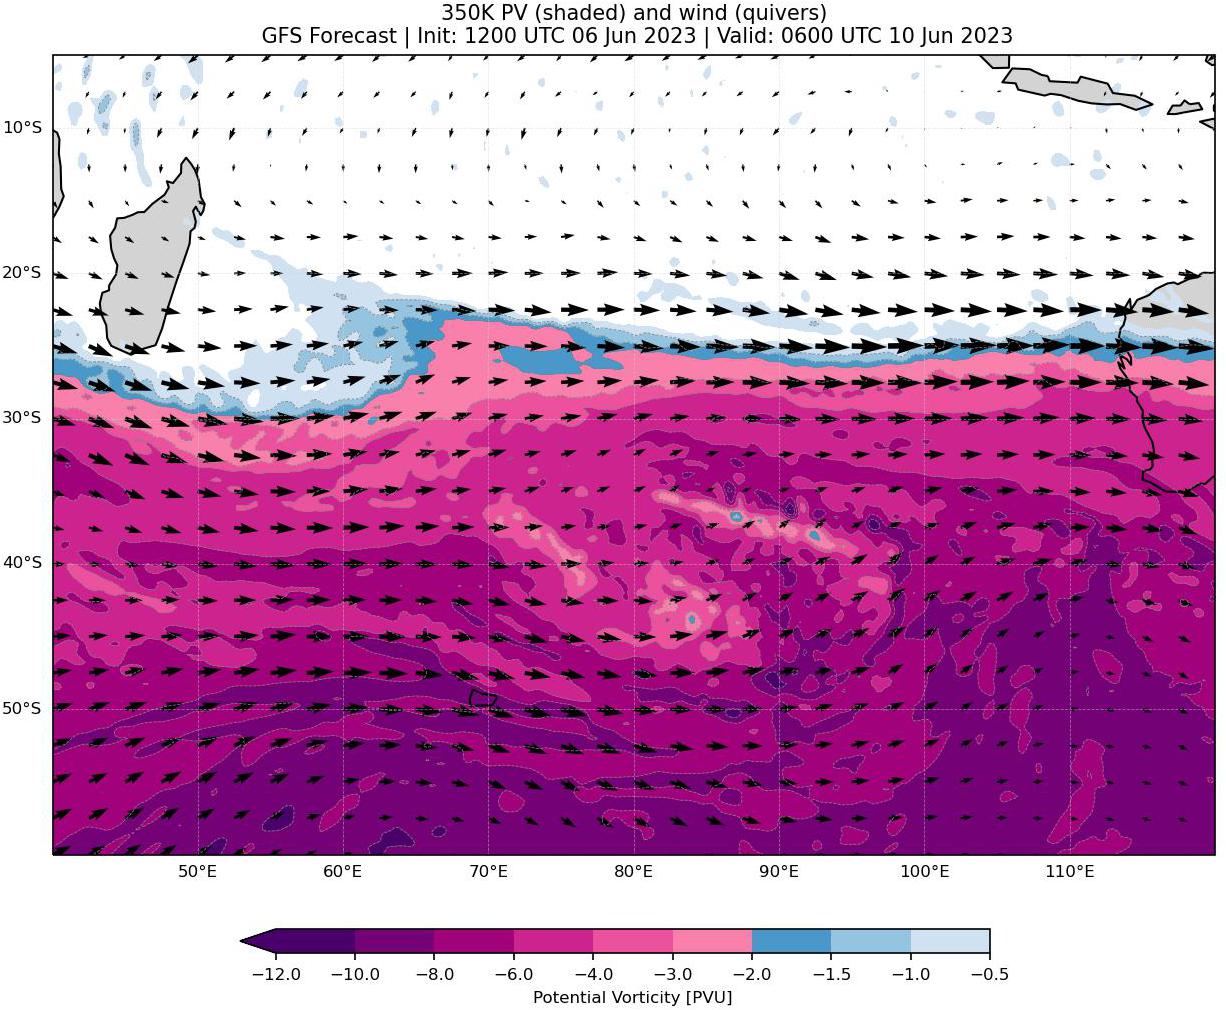 350K PV (shaded) and wind (quivers)
GFS Forecast | Init: 1200 UTC 06 Jun 2023 | Valid: 0600 UTC 10 Jun 2023
10°S
20°S
30°S
40°S
50°S
50°E 60°E 70°E 80°E 90°E 100°E 110°E
−12.0 −10.0 −8.0 −6.0 −4.0 −3.0 −2.0 −1.5 −1.0 −0.5
Potential Vorticity [PVU]